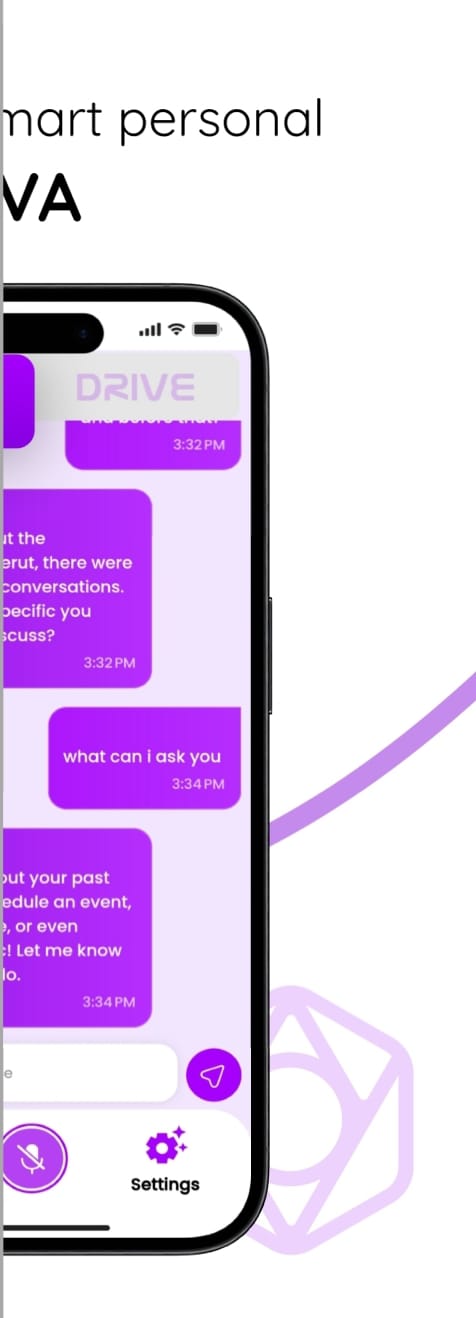 mart personal
VA
DRIVE
and before that?
3:32 PM
ut the
erut, there were
conversations.
pecific you
scuss?
3:32 PM
what can i ask you
3:34 PM
out your past
edule an event,
e, or even
c! Let me know
do.
3:34 PM
e
Settings